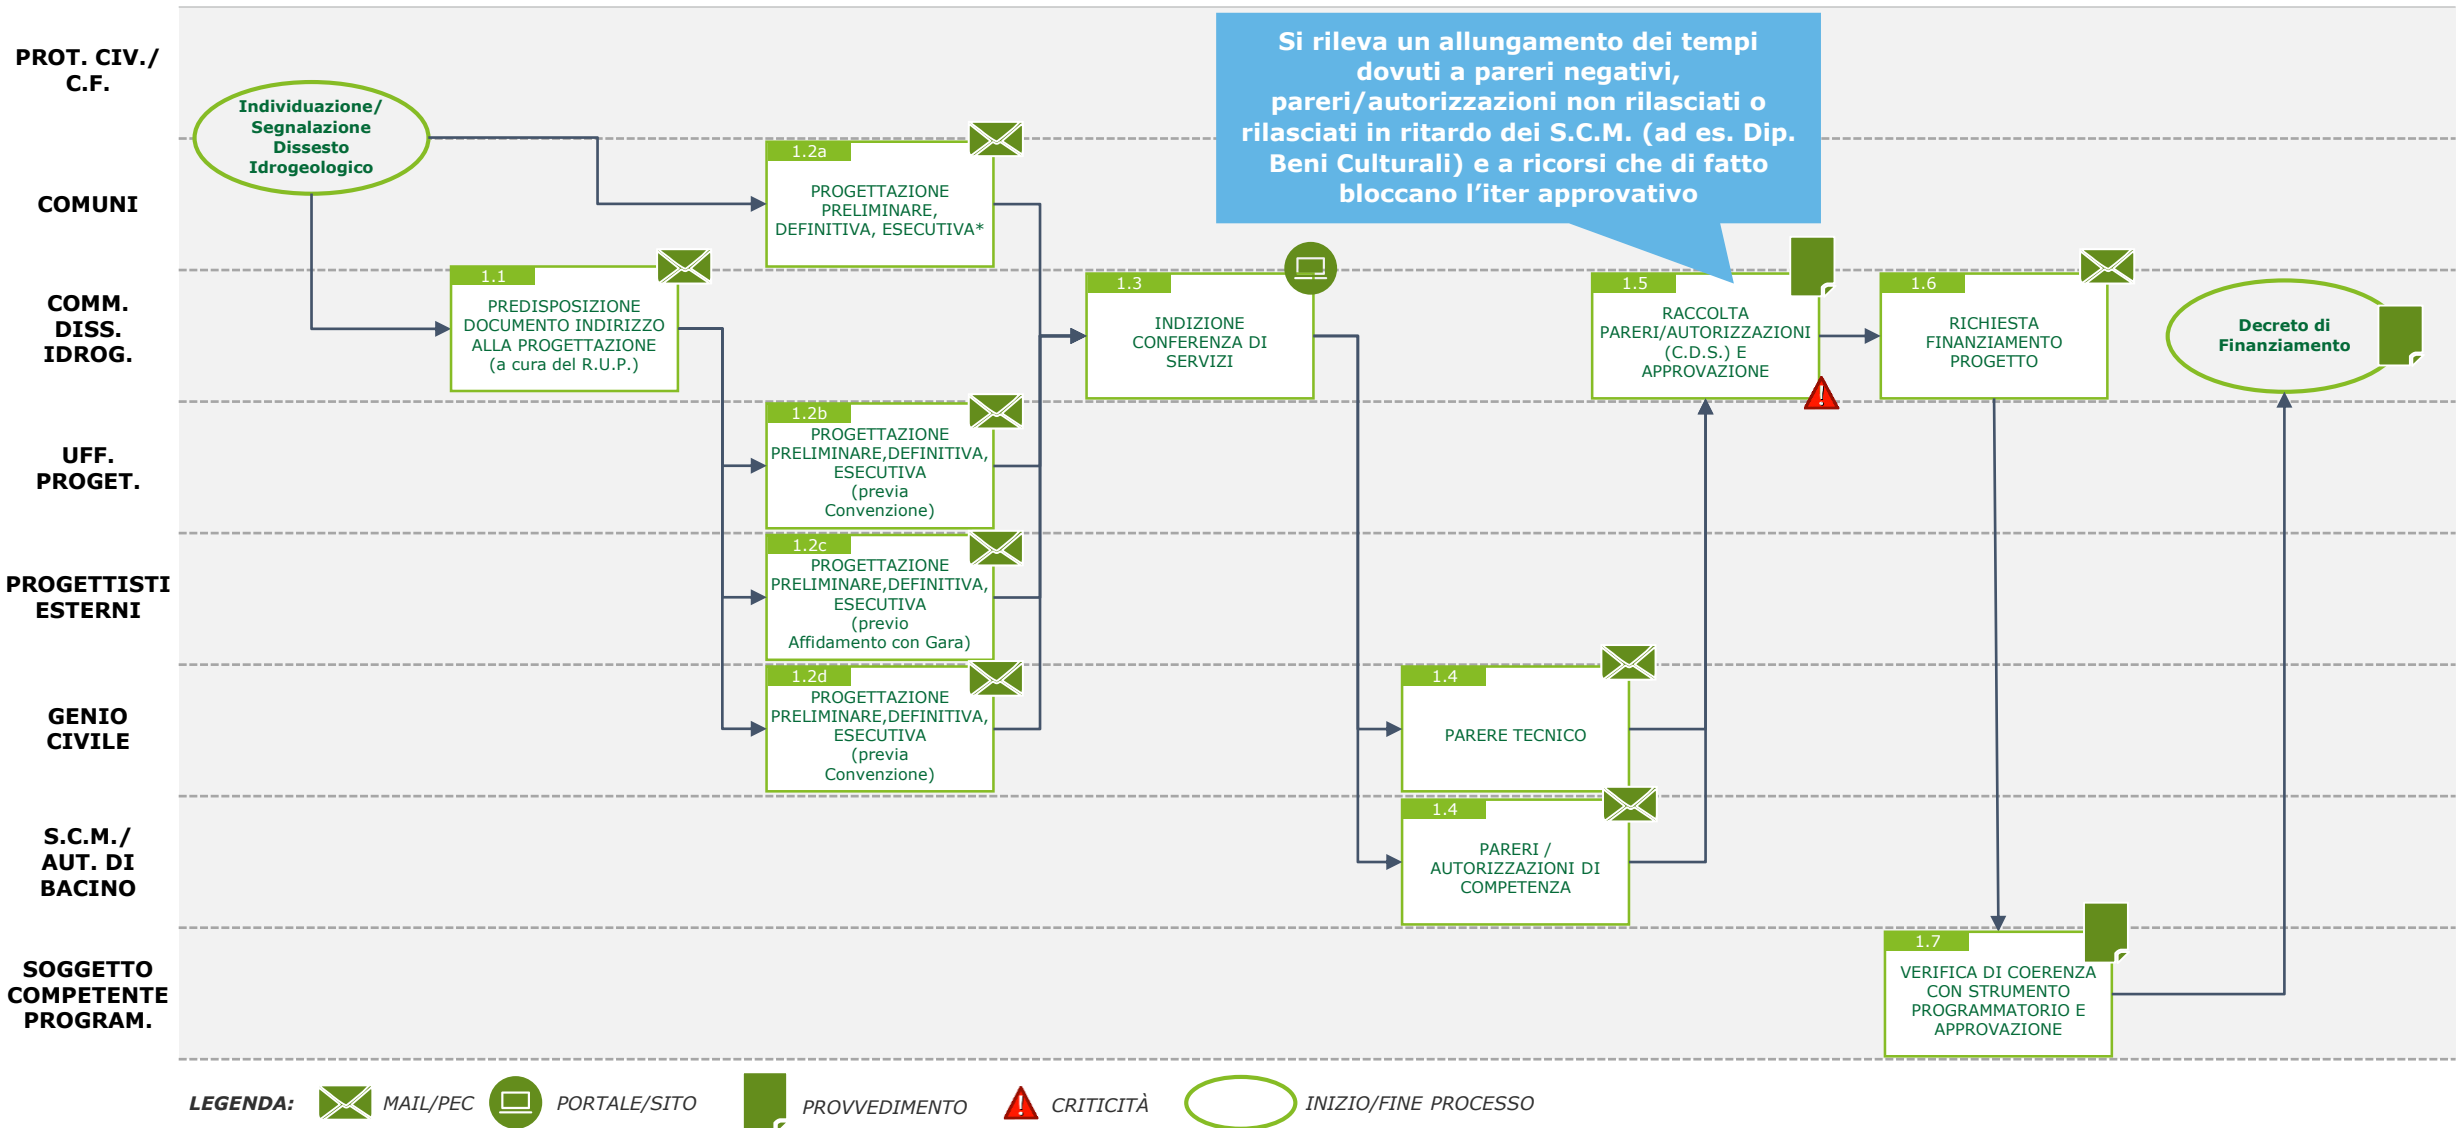 PROT. CIV./
C.F.
COMUNI
COMM.
DISS.
IDROG.
UFF.
PROGET.
PROGETTISTI
ESTERNI
GENIO
CIVILE
S.C.M./
AUT. DI
BACINO
SOGGETTO
COMPETENTE
PROGRAM.
Individuazione/
Segnalazione
Dissesto
Idrogeologico
1.1
PREDISPOSIZIONE
DOCUMENTO INDIRIZZO
ALLA PROGETTAZIONE
(a cura del R.U.P.)
1.2a
PROGETTAZIONE
PRELIMINARE,
DEFINITIVA, ESECUTIVA*
1.2b
PROGETTAZIONE
PRELIMINARE,DEFINITIVA,
ESECUTIVA
(previa
Convenzione)
1.2c
PROGETTAZIONE
PRELIMINARE,DEFINITIVA,
ESECUTIVA
(previo
Affidamento con Gara)
1.2d
PROGETTAZIONE
PRELIMINARE,DEFINITIVA,
ESECUTIVA
(previa
Convenzione)
1.3
INDIZIONE
CONFERENZA DI
SERVIZI
1.4
PARERE TECNICO
1.4
PARERI /
AUTORIZZAZIONI DI
COMPETENZA
Si rileva un allungamento dei tempi
dovuti a pareri negativi,
pareri/autorizzazioni non rilasciati o
rilasciati in ritardo dei S.C.M. (ad es. Dip.
Beni Culturali) e a ricorsi che di fatto
bloccano l’iter approvativo
1.5
RACCOLTA
PARERI/AUTORIZZAZIONI
(C.D.S.) E
APPROVAZIONE
1.6
RICHIESTA
FINANZIAMENTO
PROGETTO
1.7
VERIFICA DI COERENZA
CON STRUMENTO
PROGRAMMATORIO E
APPROVAZIONE
Decreto di
Finanziamento
LEGENDA:
MAIL/PEC
PORTALE/SITO
PROVVEDIMENTO
CRITICITÀ
INIZIO/FINE PROCESSO